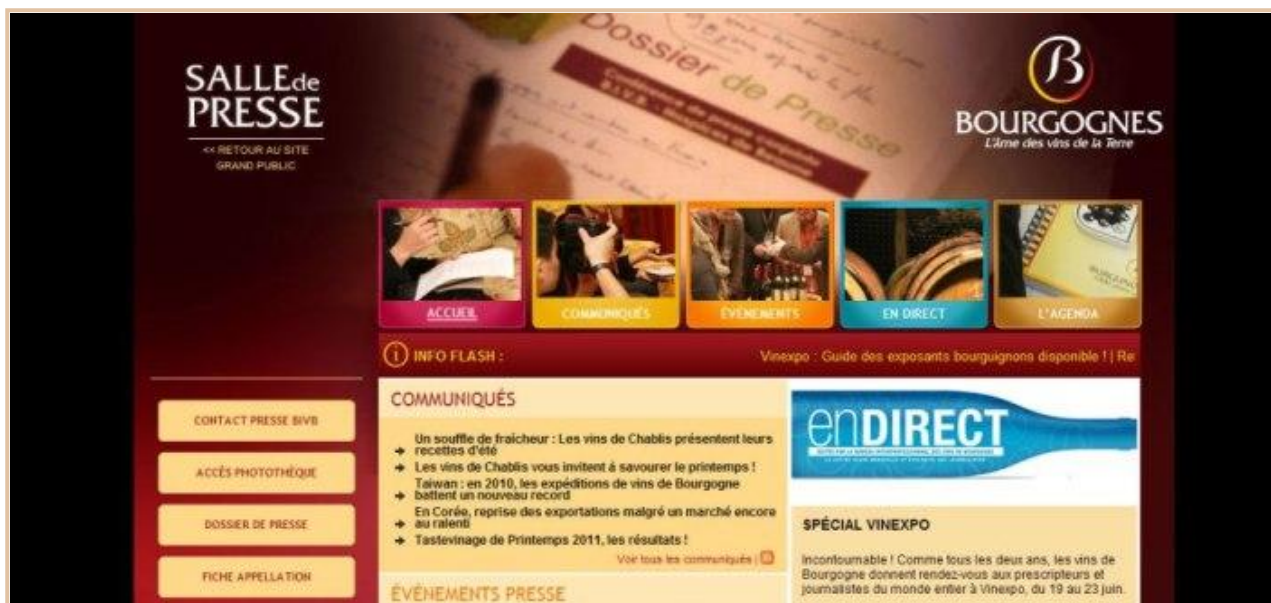 SALLE de
PRESSE
<< RETOUR AU SITE
GRAND PUBLIC
Dossier de Presse
B
BOURGOGNES
L'âme des vins de la Terre
ACCUEIL
COMMUNIQUÉS
ÉVÉNEMENTS
EN DIRECT
L'AGENDA
i INFO FLASH :
Vinexpo : Guide des exposants bourguignons disponible ! | Re
CONTACT PRESSE BIVB
ACCÈS PHOTOTHÈQUE
DOSSIER DE PRESSE
FICHE APPELLATION
COMMUNIQUÉS
Un souffle de fraîcheur : Les vins de Chablis présentent leurs
recettes d'été
Les vins de Chablis vous invitent à savourer le printemps !
Taiwan : en 2010, les expéditions de vins de Bourgogne
battent un nouveau record
En Corée, reprise des exportations malgré un marché encore
au ralenti
Tastevinage de Printemps 2011, les résultats !
Voir tous les communiqués |
ÉVÉNEMENTS PRESSE
enDIRECT
SPÉCIAL VINEXPO
Incontournable ! Comme tous les deux ans, les vins de
Bourgogne donnent rendez-vous aux prescripteurs et
journalistes du monde entier à Vinexpo, du 19 au 23 juin.